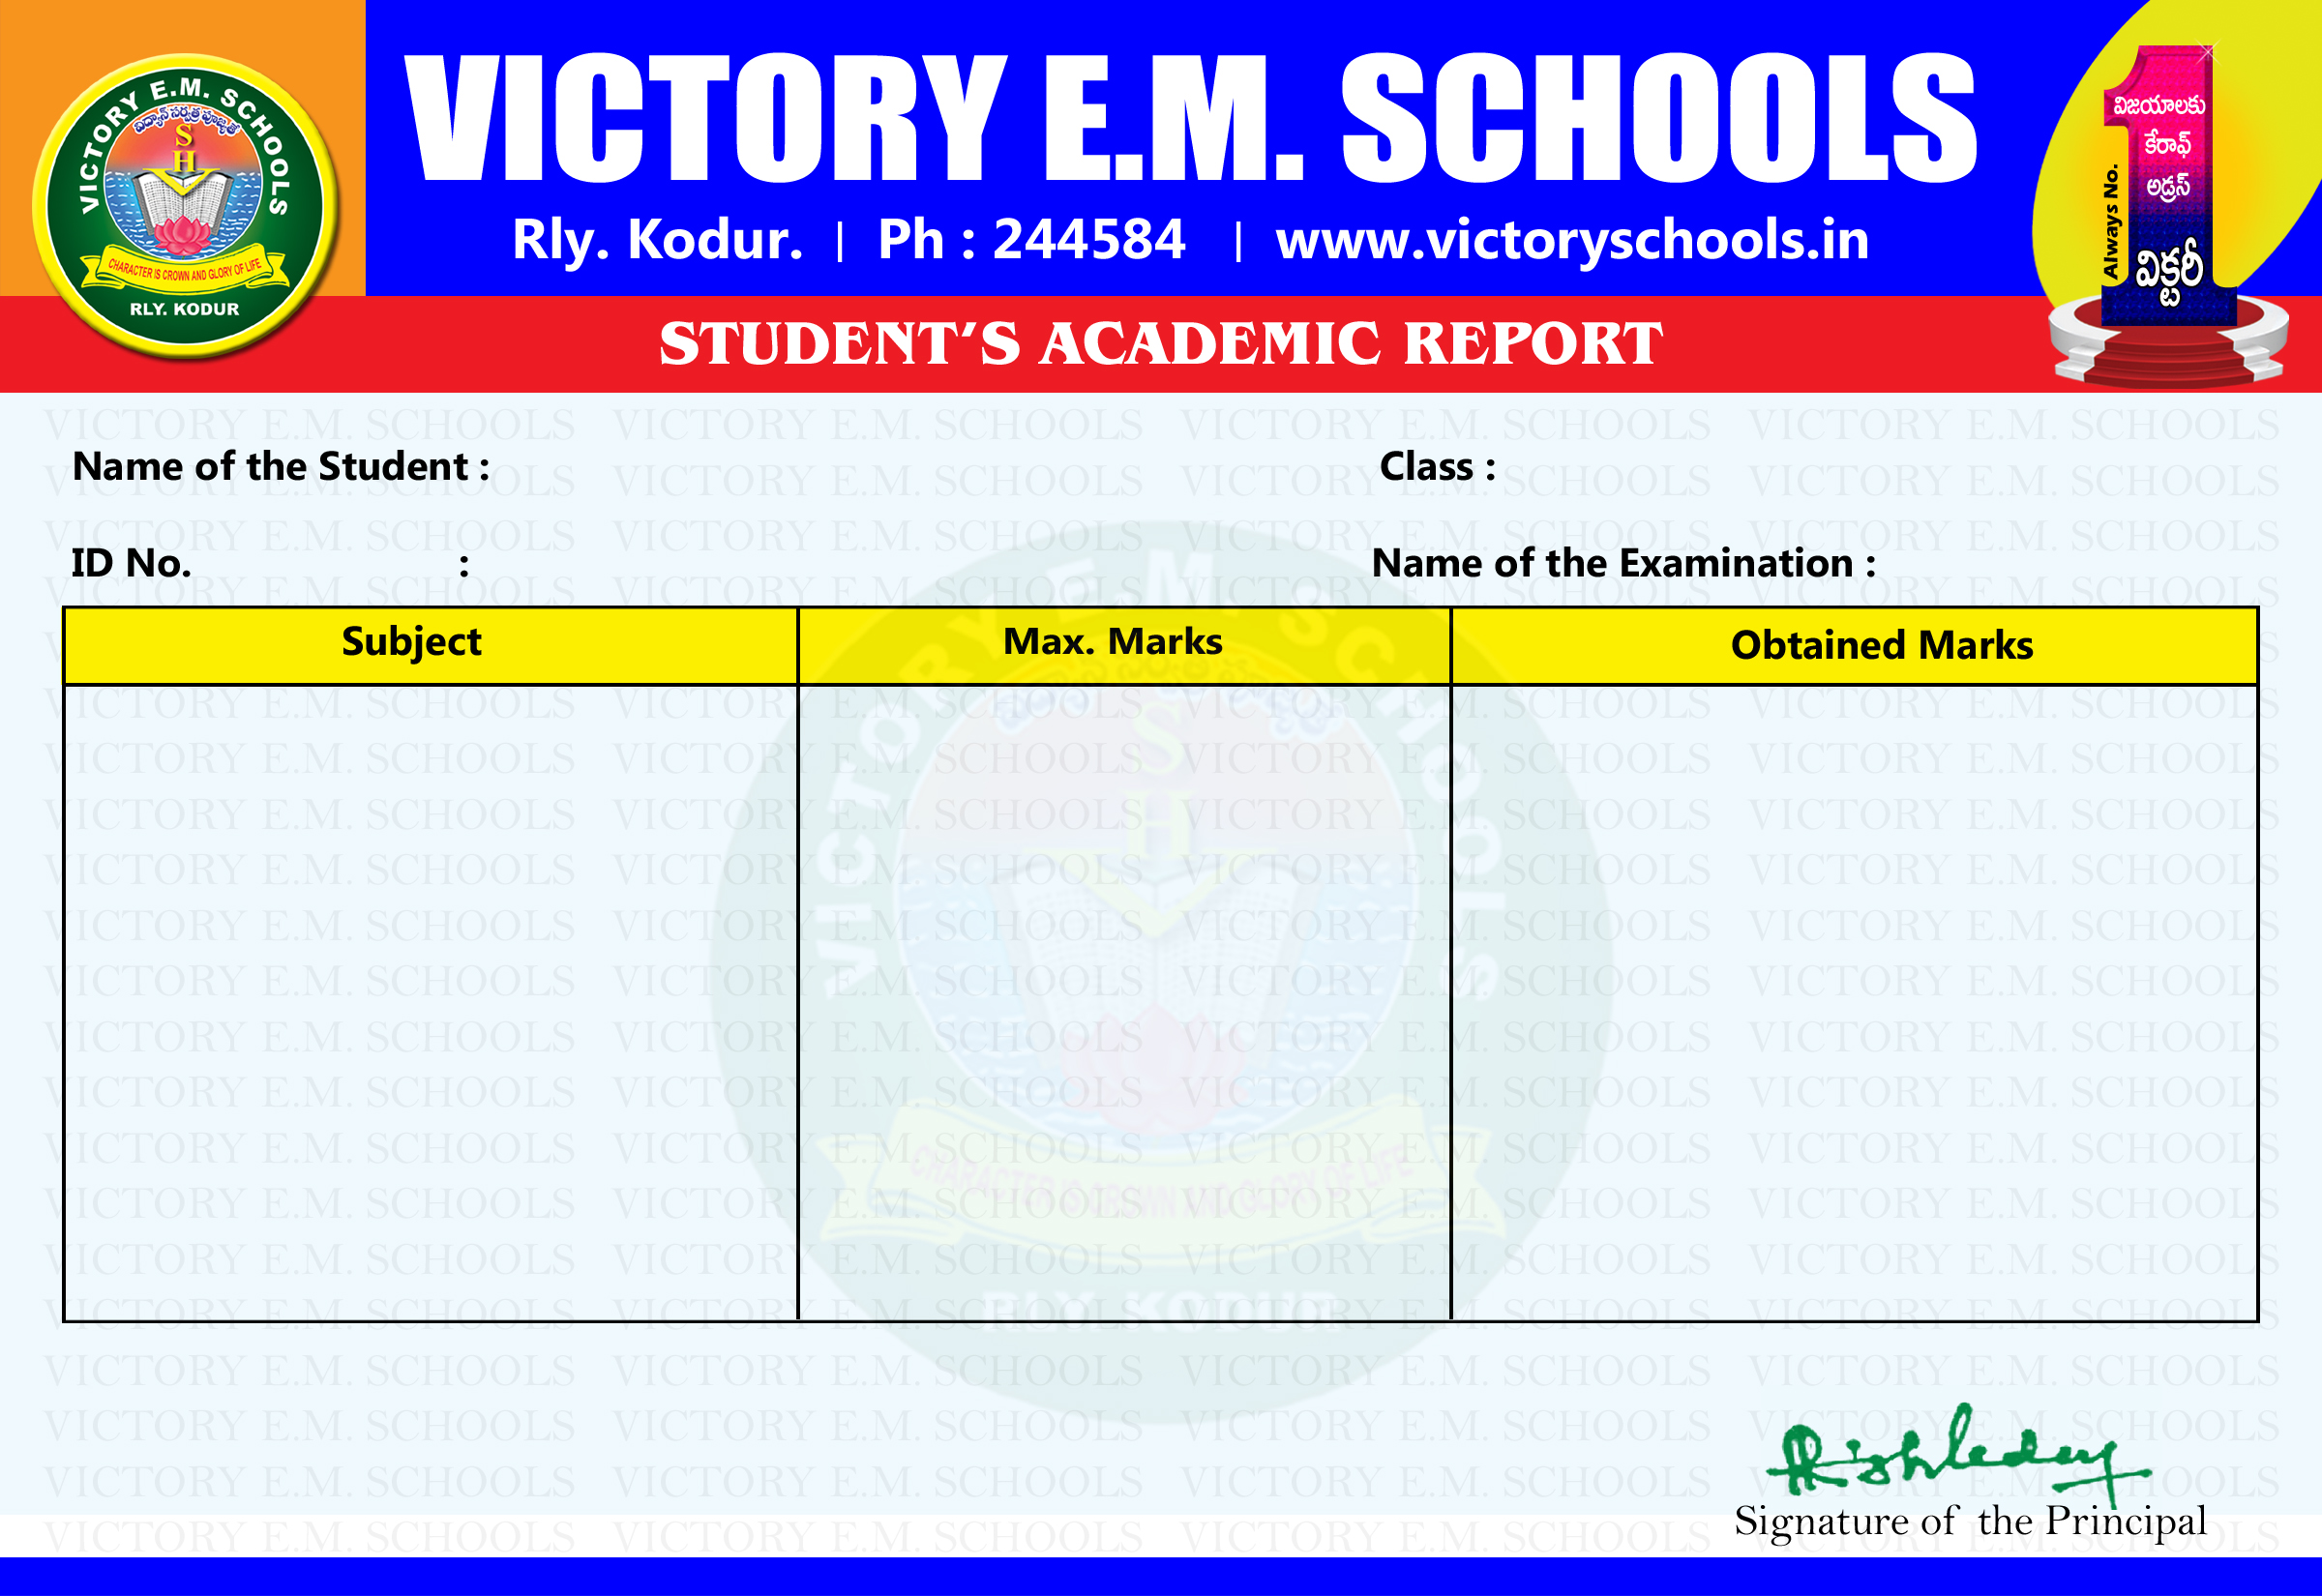 VICTORY E.M. SCHOOLS
విద్వాన్ సర్వత్ర పూజ్యతే
S
H
V
CHARACTER IS CROWN AND GLORY OF LIFE
RLY. KODUR
VICTORY E.M. SCHOOLS
Rly. Kodur. | Ph : 244584 | www.victoryschools.in
విజయాలకు
కేరాఫ్
అడ్రస్
Always No.
1
విక్టరీ
STUDENT’S ACADEMIC REPORT
Name of the Student :
Class :
ID No. :
Name of the Examination :
Subject Max. Marks Obtained Marks
Signature of the Principal